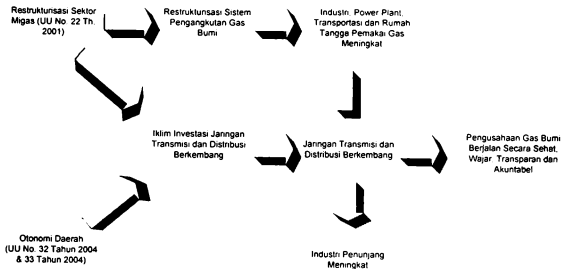 Restrukturisasi Sektor
Migas (UU No. 22 Th.
2001)
Restrukturisasi Sistem
Pengangkutan Gas
Bumi
Industri, Power Plant,
Transportasi dan Rumah
Tangga Pemakai Gas
Meningkat
Iklim Investasi Jaringan
Transmisi dan Distribusi
Berkembang
Jaringan Transmisi dan
Distribusi Berkembang
Pengusahaan Gas Bumi
Berjalan Secara Sehat,
Wajar, Transparan dan
Akuntabel
Otonomi Daerah
(UU No. 32 Tahun 2004
& 33 Tahun 2004)
Industri Penunjang
Meningkat